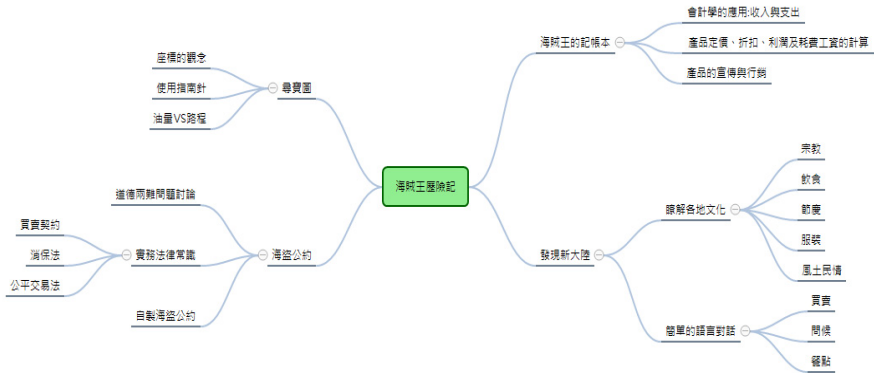 海賊王歷險記
尋寶圖
座標的觀念
使用指南針
油量VS路程
海盜公約
道德兩難問題討論
實務法律常識
買賣契約
消保法
公平交易法
自製海盜公約
海賊王的記帳本
會計學的應用:收入與支出
產品定價、折扣、利潤及耗費工資的計算
產品的宣傳與行銷
發現新大陸
瞭解各地文化
宗教
飲食
節慶
服裝
風土民情
簡單的語言對話
買賣
問候
餐點